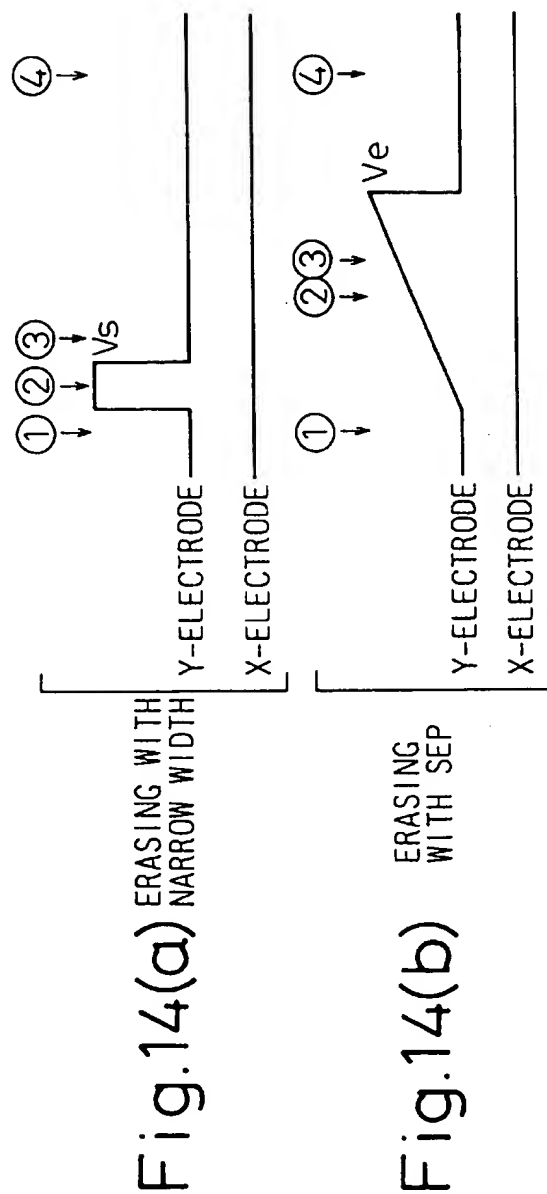 Fig.14(a)
ERASING WITH
NARROW WIDTH
Y-ELECTRODE
X-ELECTRODE
① ② ③ ④
Vs
Fig.14(b)
ERASING
WITH SEP
Y-ELECTRODE
X-ELECTRODE
① ② ③ ④
Ve